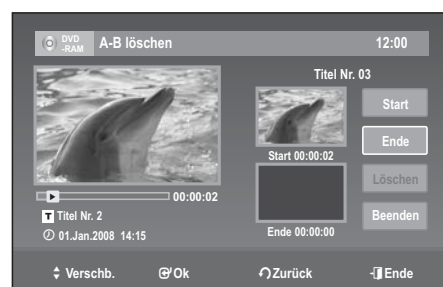 DVD
-RAM
A-B löschen
12:00
Titel Nr. 03
Start 00:00:02
Ende 00:00:00
Start
Ende
Löschen
Beenden
00:00:02
T Titel Nr. 2
01.Jan.2008 14:15
Verschb.
Ok
Zurück
Ende